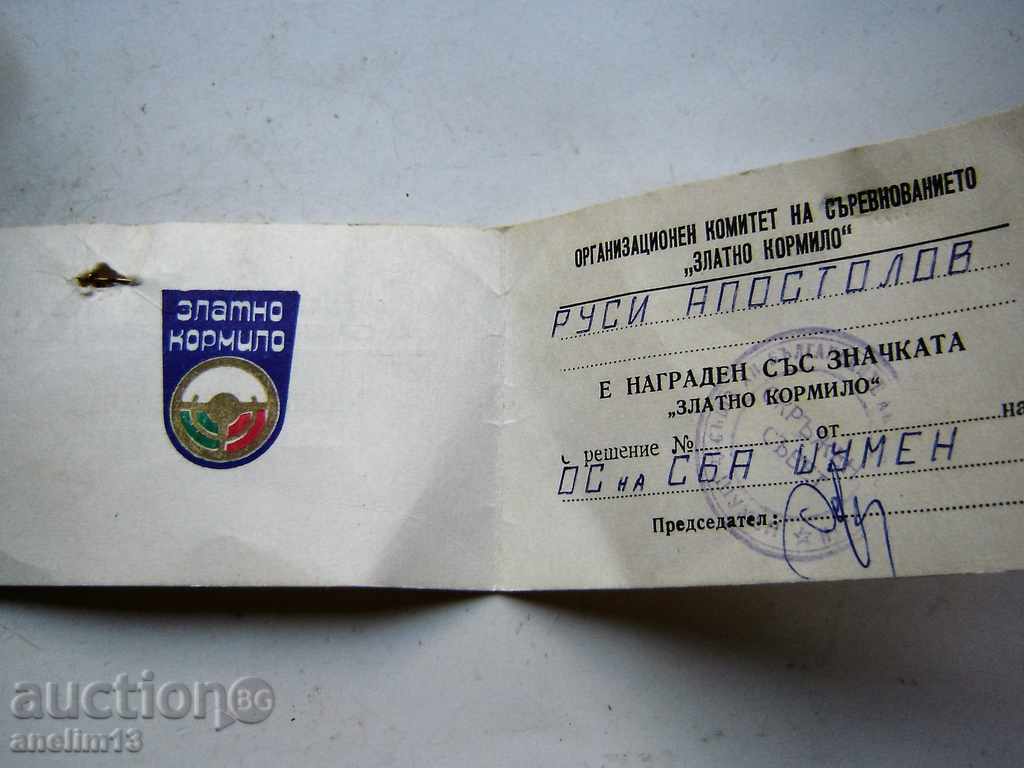 златно
кормило
ОРГАНИЗАЦИОНЕН КОМИТЕТ НА СЪРЕВНОВАНИЕТО
„ЗЛАТНО КОРМИЛО“
РУСИ АПОСТОЛОВ
Е НАГРАДЕН СЪС ЗНАЧКАТА
„ЗЛАТНО КОРМИЛО“
решение № от на
ОС на СБА ШУМЕН
Председател:
auction BG
anelim13